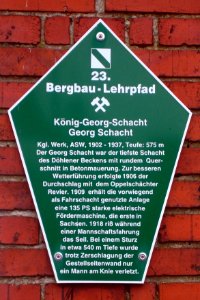 23.
Bergbau - Lehrpfad
König-Georg-Schacht
Georg Schacht
Kgl. Werk, ASW, 1902 - 1937, Teufe: 575 m
Der Georg Schacht war der tiefste Schacht
des Döhlener Beckens mit rundem Quer-
schnitt in Betonmauerung. Zur besseren
Wetterführung erfolgte 1906 der
Durchschlag mit dem Oppelschächter
Revier. 1909 erhält die vorwiegend
als Fahrschacht genutzte Anlage
eine 135 PS starke elektrische
Fördermaschine, die erste in
Sachsen. 1918 riß während
einer Mannschaftsfahrung
das Seil. Bei einem Sturz
in etwa 540 m Tiefe wurde
trotz Zerschlagung der
Gestellseitenwand nur
ein Mann am Knie verletzt.